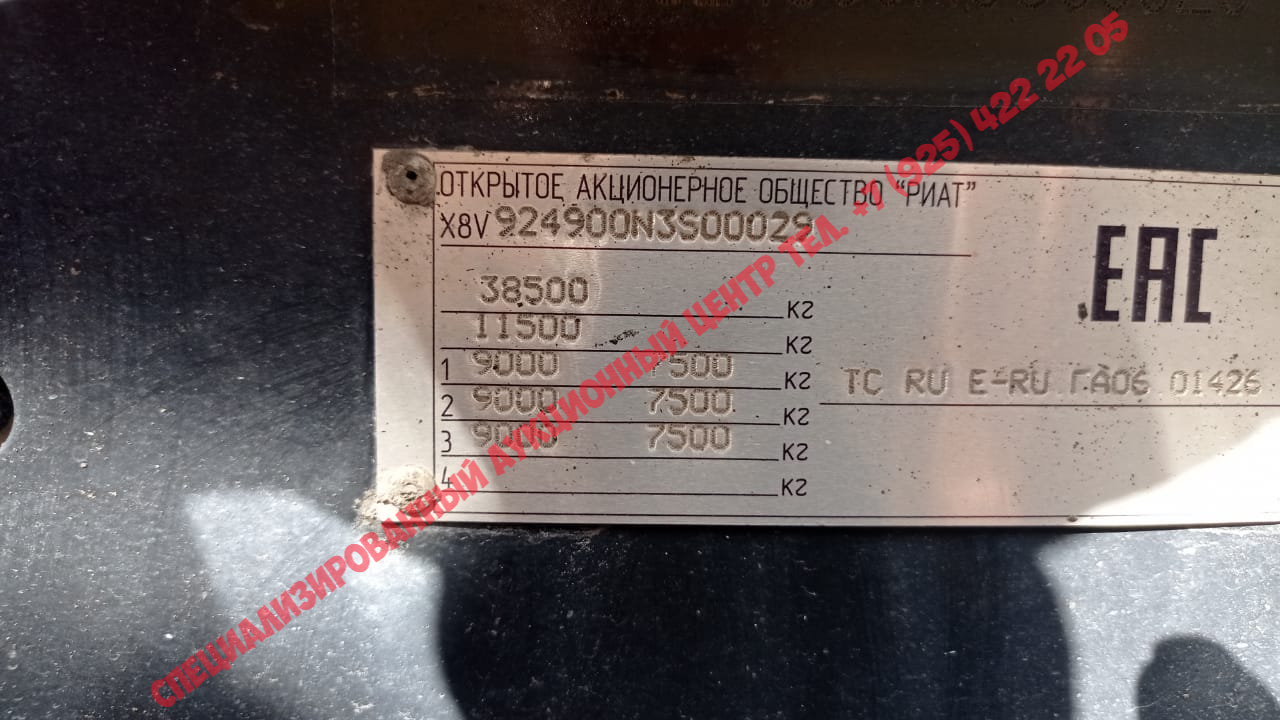 ОТКРЫТОЕ АКЦИОНЕРНОЕ ОБЩЕСТВО "РИАТ"
X8V 924900N3S00029
EAC
38500 кг
11500 кг
1 9000 7500 кг
ТС RU E-RU.ГА06 01426
2 9000 7500 кг
3 9000 7500 кг
4 кг
СПЕЦИАЛИЗИРОВАННЫЙ АУКЦИОННЫЙ ЦЕНТР ТЕЛ. +7 (925) 422 22 05